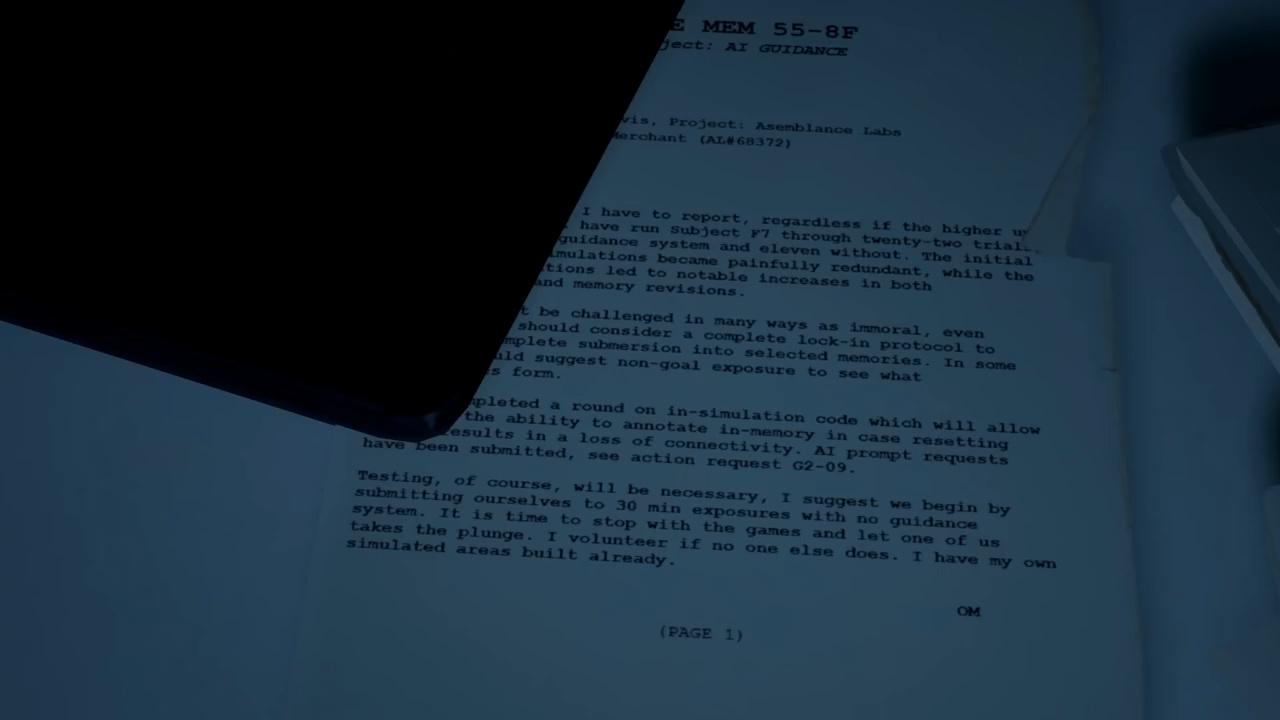 E MEM 55-8F
ject: AI GUIDANCE
vis, Project: Asemblance Labs
Merchant (AL#68372)
I have to report, regardless if the higher up
have run Subject F7 through twenty-two trial
guidance system and eleven without. The initial
mulations became painfully redundant, while the
tions led to notable increases in both
and memory revisions.
t be challenged in many ways as immoral, even
should consider a complete lock-in protocol to
mplete submersion into selected memories. In some
uld suggest non-goal exposure to see what
s form.
pleted a round on in-simulation code which will allow
the ability to annotate in-memory in case resetting
esults in a loss of connectivity. AI prompt requests
have been submitted, see action request G2-09.
Testing, of course, will be necessary, I suggest we begin by
submitting ourselves to 30 min exposures with no guidance
system. It is time to stop with the games and let one of us
takes the plunge. I volunteer if no one else does. I have my own
simulated areas built already.
OM
(PAGE 1)